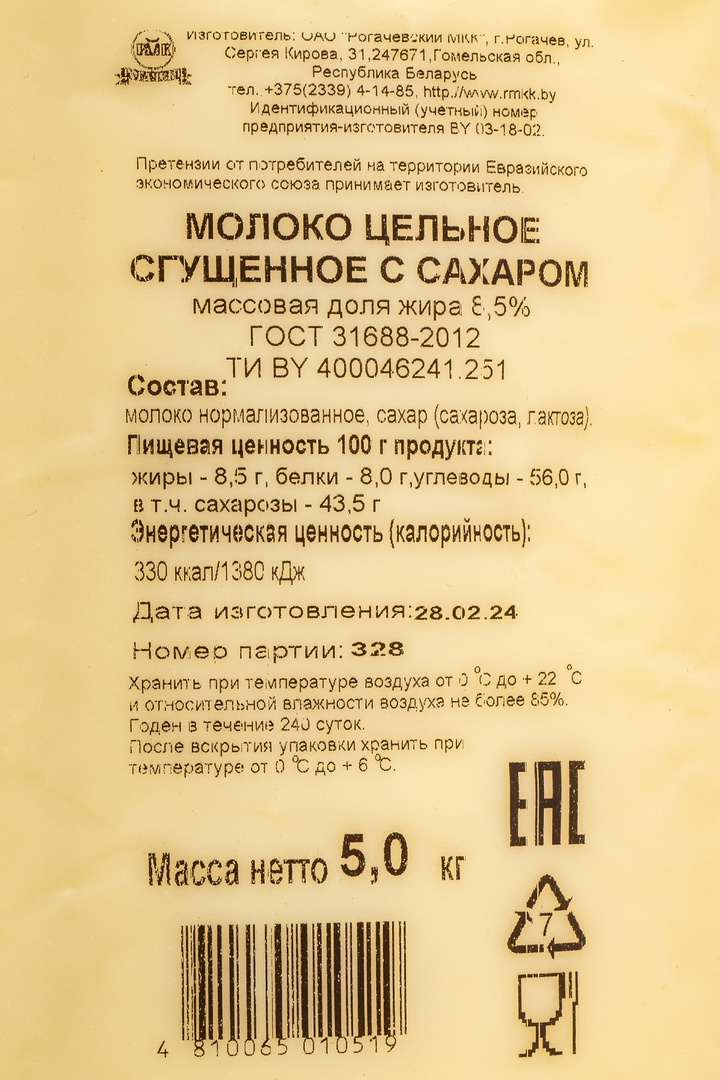 Изготовитель: ОАО "Рогачевский МКК", г.Рогачев, ул.
Сергея Кирова, 31,247671,Гомельская обл.,
Республика Беларусь
тел. +375(2339) 4-14-85, http.//www.rmkk.by
Идентификационный (учетный) номер
предприятия-изготовителя BY 03-18-02.
Претензии от потребителей на территории Евразийского
экономического союза принимает изготовитель.
МОЛОКО ЦЕЛЬНОЕ
СГУЩЕННОЕ С САХАРОМ
массовая доля жира 8,5%
ГОСТ 31688-2012
ТИ BY 400046241.251
Состав:
молоко нормализованное, сахар (сахароза, лактоза).
Пищевая ценность 100 г продукта:
жиры - 8,5 г, белки - 8,0 г,углеводы - 56,0 г,
в т.ч. сахарозы - 43,5 г
Энергетическая ценность (калорийность):
330 ккал/1380 кДж
Дата изготовления:28.02.24
Номер партии: 328
Хранить при температуре воздуха от 0 °С до + 22 °С
и относительной влажности воздуха не более 85%.
Годен в течение 240 суток.
После вскрытия упаковки хранить при
температуре от 0 °С до + 6 °С.
EAC
Масса нетто 5,0 кг
7
4 810065 010519